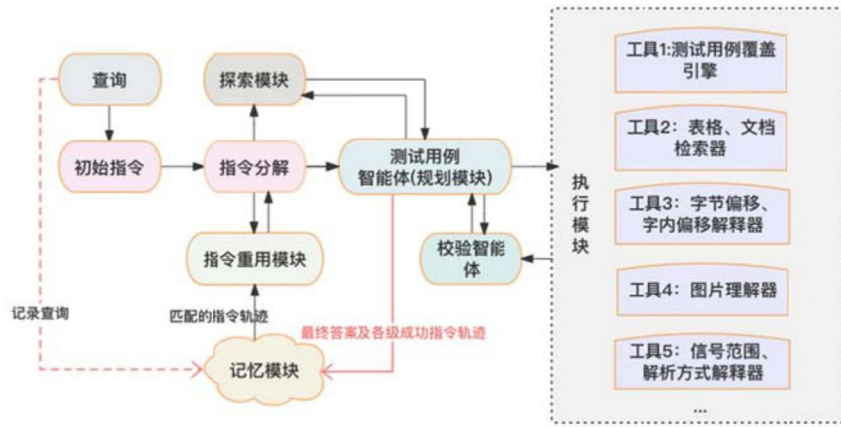 查询
探索模块
初始指令
指令分解
测试用例
智能体(规划模块)
指令重用模块
校验智能
体
记录查询
匹配的指令轨迹
最终答案及各级成功指令轨迹
记忆模块
执
行
模
块
工具1:测试用例覆盖
引擎
工具2：表格、文档
检索器
工具3：字节偏移、
字内偏移解释器
工具4：图片理解器
工具5：信号范围、
解析方式解释器
...